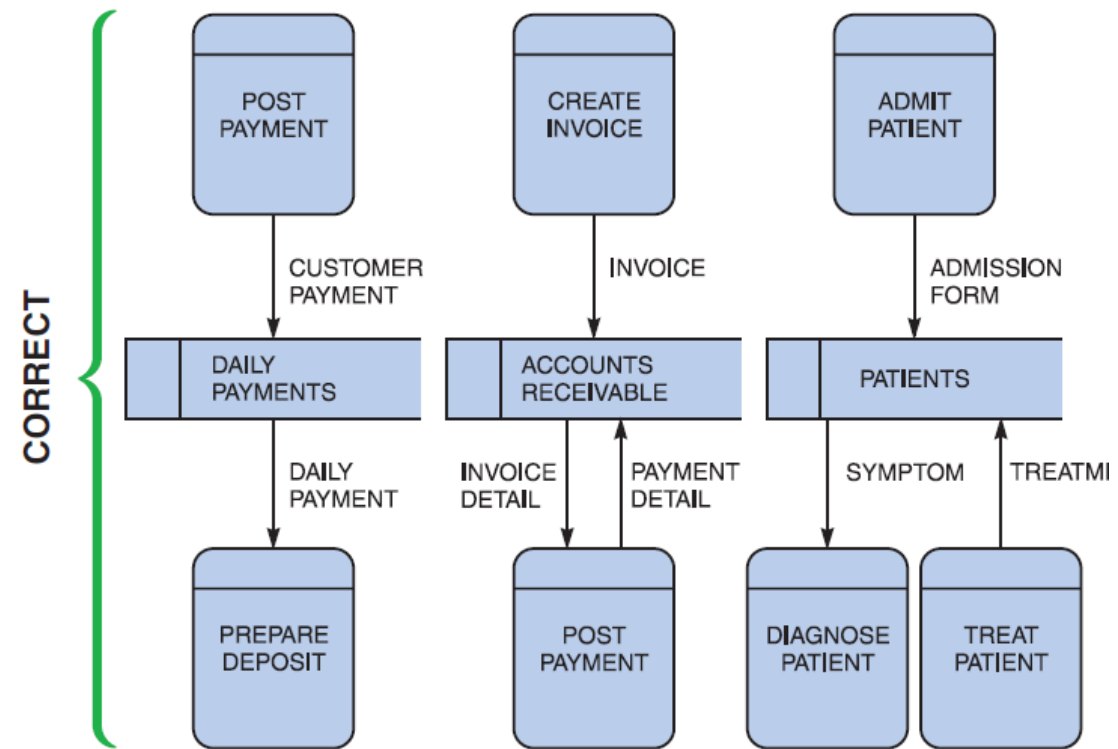 CORRECT
POST
PAYMENT
CREATE
INVOICE
ADMIT
PATIENT
CUSTOMER
PAYMENT
INVOICE
ADMISSION
FORM
DAILY
PAYMENTS
ACCOUNTS
RECEIVABLE
PATIENTS
DAILY
PAYMENT
INVOICE
DETAIL
PAYMENT
DETAIL
SYMPTOM
PREPARE
DEPOSIT
POST
PAYMENT
DIAGNOSE
PATIENT
TREAT
PATIENT